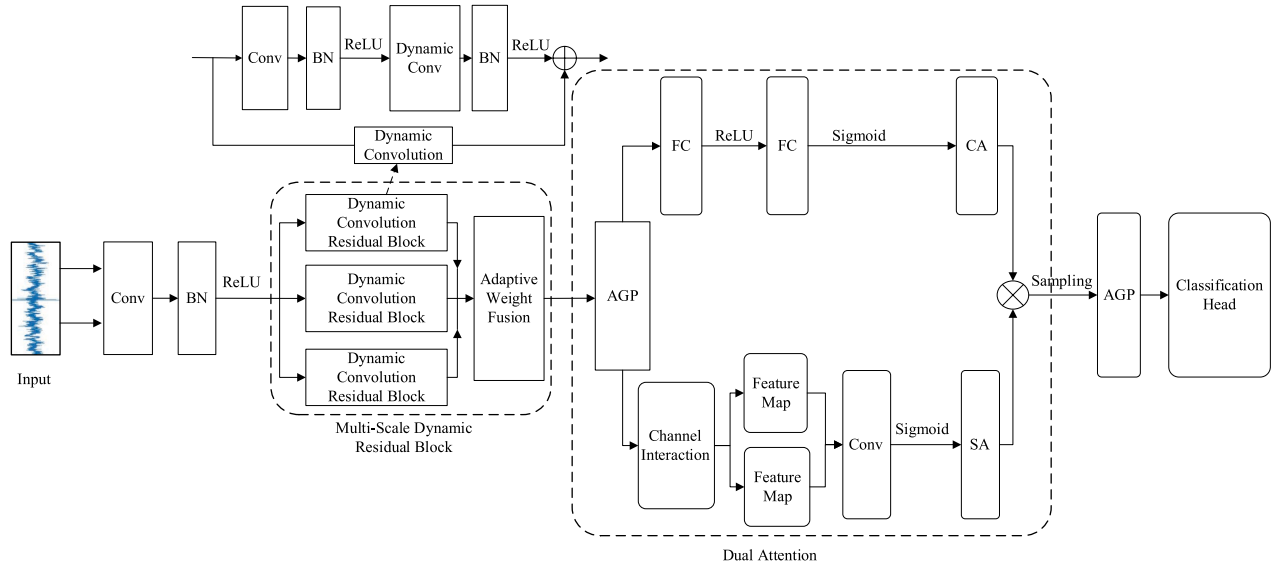 Conv
BN
ReLU
Dynamic
Conv
BN
ReLU
Dynamic
Convolution
Input
Conv
BN
ReLU
Dynamic
Convolution
Residual Block
Dynamic
Convolution
Residual Block
Dynamic
Convolution
Residual Block
Adaptive
Weight
Fusion
Multi-Scale Dynamic
Residual Block
AGP
FC
ReLU
FC
Sigmoid
CA
Channel
Interaction
Feature
Map
Feature
Map
Conv
Sigmoid
SA
Dual Attention
Sampling
AGP
Classification
Head